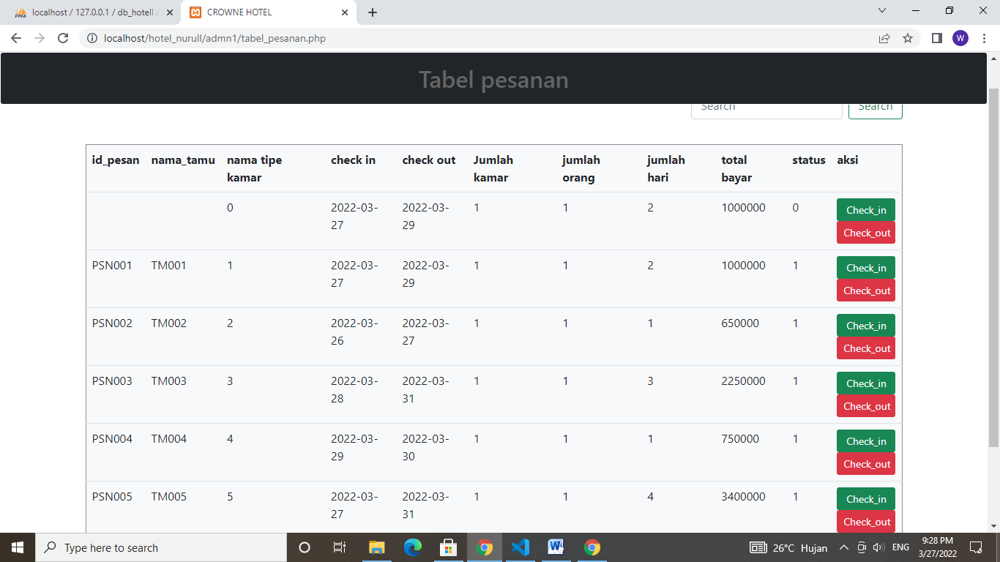 localhost / 127.0.0.1 / db_hotell /
CROWNE HOTEL
localhost/hotel_nurull/admn1/tabel_pesanan.php
W
Tabel pesanan
Search Search
id_pesan nama_tamu nama tipe kamar check in check out Jumlah kamar jumlah orang jumlah hari total bayar status aksi
0 2022-03-27 2022-03-29 1 1 2 1000000 0 Check_in
Check_out
PSN001 TM001 1 2022-03-27 2022-03-29 1 1 2 1000000 1 Check_in
Check_out
PSN002 TM002 2 2022-03-26 2022-03-27 1 1 1 650000 1 Check_in
Check_out
PSN003 TM003 3 2022-03-28 2022-03-31 1 1 3 2250000 1 Check_in
Check_out
PSN004 TM004 4 2022-03-29 2022-03-30 1 1 1 750000 1 Check_in
Check_out
PSN005 TM005 5 2022-03-27 2022-03-31 1 1 4 3400000 1 Check_in
Check_out
Type here to search
26°C Hujan
ENG
9:28 PM
3/27/2022